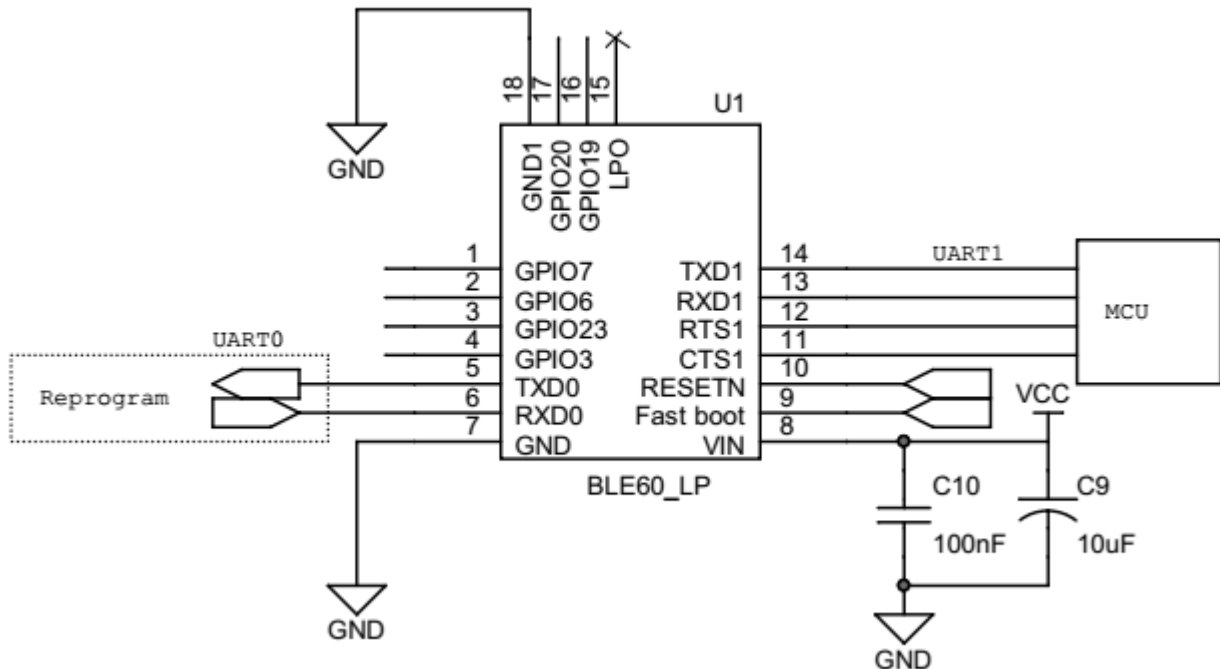 18
17
16
15
U1
GND
GND1
GPIO20
GPIO19
LPO
1
GPIO7
TXD1
14
UART1
2
GPIO6
RXD1
13
3
GPIO23
RTS1
12
MCU
UART0
4
GPIO3
CTS1
11
Reprogram
5
TXD0
RESETN
10
6
RXD0
Fast boot
9
VCC
7
GND
VIN
8
BLE60_LP
C10
C9
100nF
10uF
GND
GND